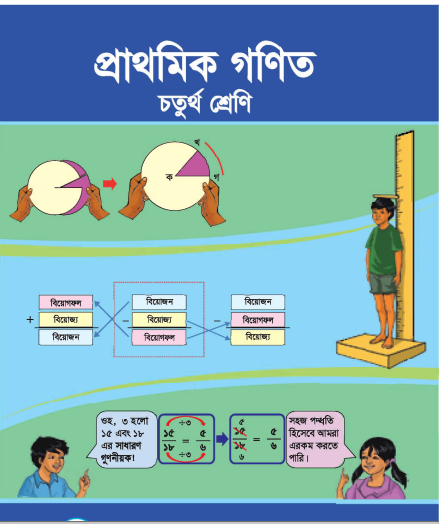 প্রাথমিক গণিত
চতুর্থ শ্রেণি
খ
ক
গ
বিয়োগফল
+ বিয়োজ্য
বিয়োজন
বিয়োজন
− বিয়োজ্য
বিয়োগফল
বিয়োজন
− বিয়োগফল
বিয়োজ্য
ওহ, ৩ হলো
১৫ এবং ১৮
এর সাধারণ
গুণনীয়ক!
÷৩
১৫ = ৫
১৮ ৬
÷৩
৫
১৫ = ৫
১৮ ৬
৬
সহজ পদ্ধতি
হিসেবে আমরা
এরকম করতে
পারি।